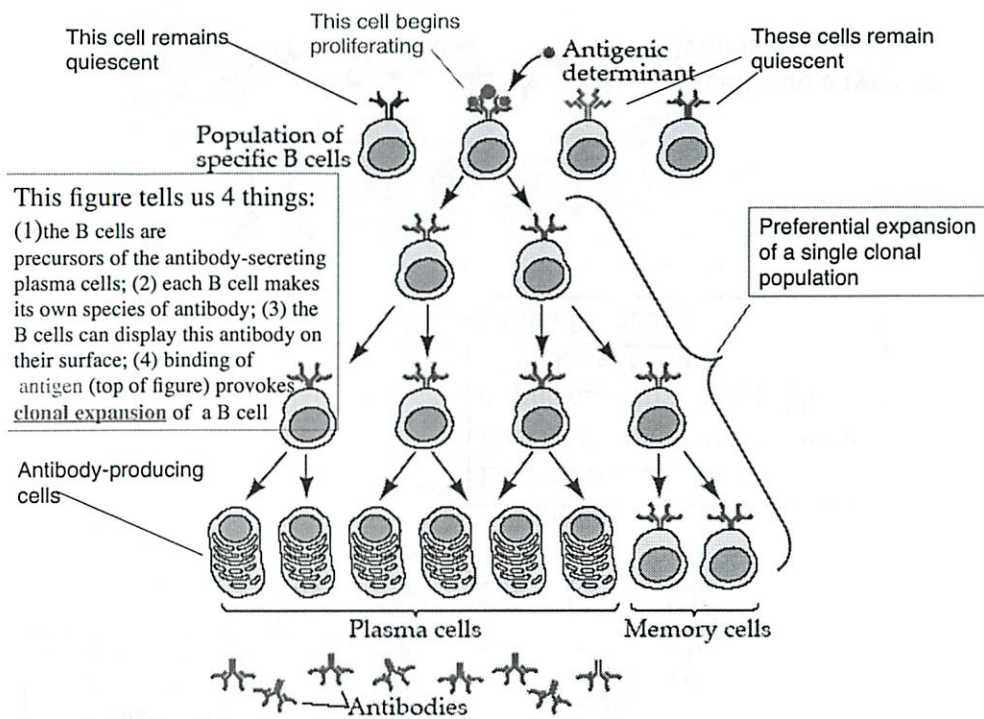 This cell remains
quiescent
This cell begins
proliferating
Antigenic
determinant
These cells remain
quiescent
Population of
specific B cells
This figure tells us 4 things:
(1)the B cells are
precursors of the antibody-secreting
plasma cells; (2) each B cell makes
its own species of antibody; (3) the
B cells can display this antibody on
their surface; (4) binding of
antigen (top of figure) provokes
clonal expansion of a B cell
Preferential expansion
of a single clonal
population
Antibody-producing
cells
Plasma cells
Memory cells
Antibodies